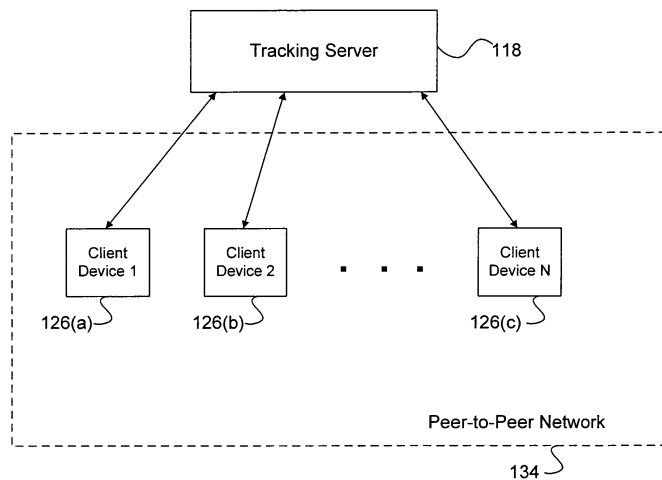 Tracking Server
118
Client
Device 1
Client
Device 2
. . .
Client
Device N
126(a)
126(b)
126(c)
Peer-to-Peer Network
134